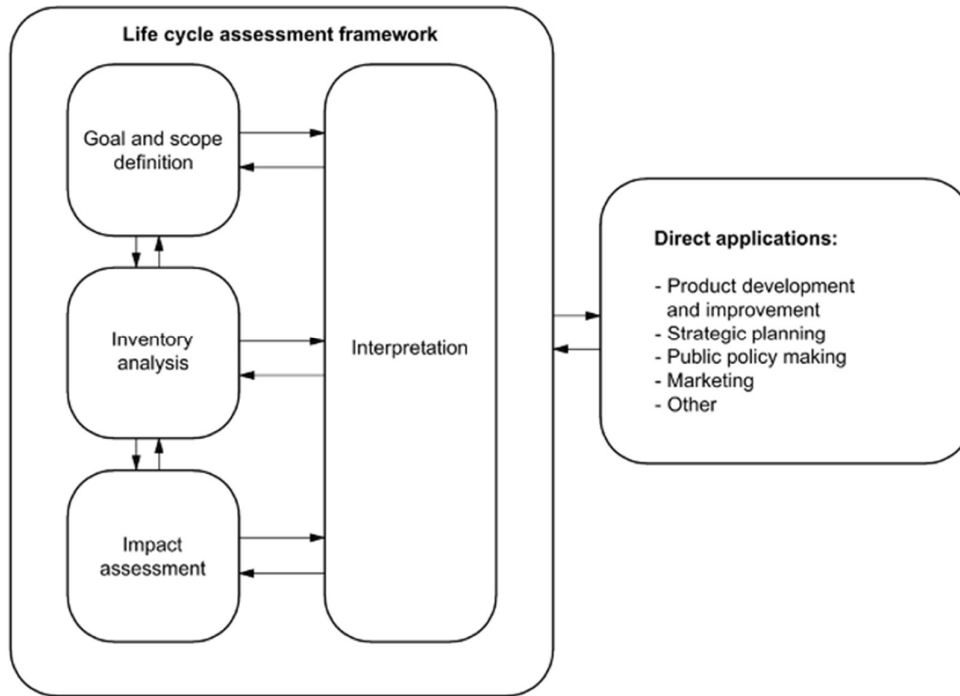 Life cycle assessment framework
Goal and scope
definition
Inventory
analysis
Impact
assessment
Interpretation
Direct applications:
- Product development
and improvement
- Strategic planning
- Public policy making
- Marketing
- Other